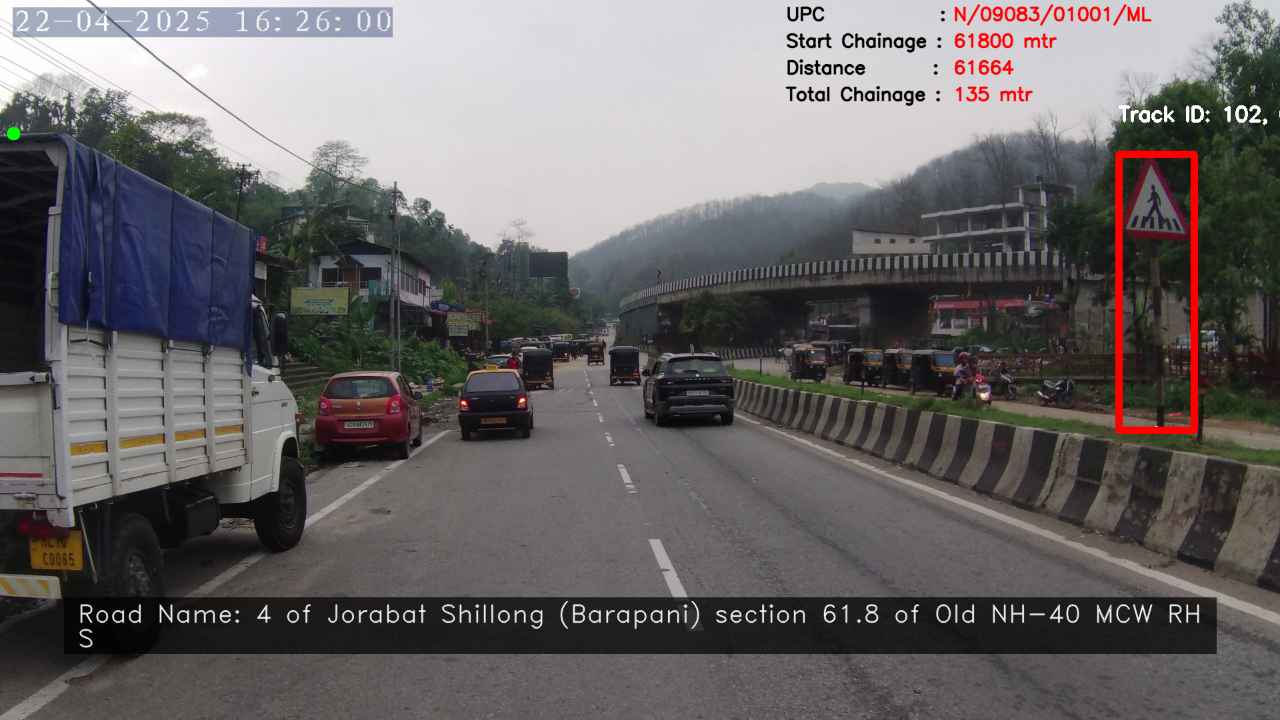 22-04-2025 16:26:00
UPC : N/09083/01001/ML
Start Chainage : 61800 mtr
Distance : 61664
Total Chainage : 135 mtr
Track ID: 102,
C0065
Road Name: 4 of Jorabat Shillong (Barapani) section 61.8 of Old NH-40 MCW RH
S